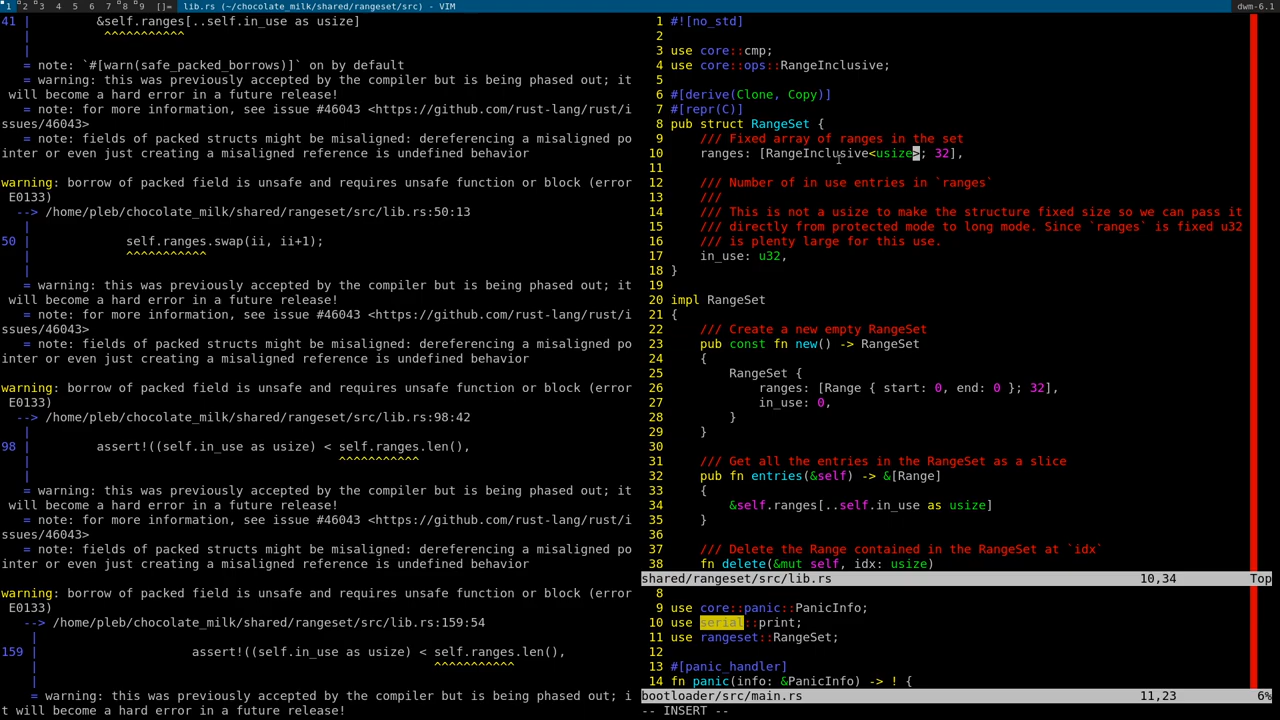 1 2 3 4 5 6 7 8 9 []= lib.rs (~/chocolate_milk/shared/rangeset/src) - VIM dwm-6.1
41 | &self.ranges[..self.in_use as usize]
| ^^^^^^^^^^^
|
= note: `#[warn(safe_packed_borrows)]` on by default
= warning: this was previously accepted by the compiler but is being phased out; it
will become a hard error in a future release!
= note: for more information, see issue #46043 <https://github.com/rust-lang/rust/i
ssues/46043>
= note: fields of packed structs might be misaligned: dereferencing a misaligned po
inter or even just creating a misaligned reference is undefined behavior
warning: borrow of packed field is unsafe and requires unsafe function or block (error
E0133)
--> /home/pleb/chocolate_milk/shared/rangeset/src/lib.rs:50:13
|
50 | self.ranges.swap(ii, ii+1);
| ^^^^^^^^^^^
|
= warning: this was previously accepted by the compiler but is being phased out; it
will become a hard error in a future release!
= note: for more information, see issue #46043 <https://github.com/rust-lang/rust/i
ssues/46043>
= note: fields of packed structs might be misaligned: dereferencing a misaligned po
inter or even just creating a misaligned reference is undefined behavior
warning: borrow of packed field is unsafe and requires unsafe function or block (error
E0133)
--> /home/pleb/chocolate_milk/shared/rangeset/src/lib.rs:98:42
|
98 | assert!((self.in_use as usize) < self.ranges.len(),
| ^^^^^^^^^^^
|
= warning: this was previously accepted by the compiler but is being phased out; it
will become a hard error in a future release!
= note: for more information, see issue #46043 <https://github.com/rust-lang/rust/i
ssues/46043>
= note: fields of packed structs might be misaligned: dereferencing a misaligned po
inter or even just creating a misaligned reference is undefined behavior
warning: borrow of packed field is unsafe and requires unsafe function or block (error
E0133)
--> /home/pleb/chocolate_milk/shared/rangeset/src/lib.rs:159:54
|
159 | assert!((self.in_use as usize) < self.ranges.len(),
| ^^^^^^^^^^^
|
= warning: this was previously accepted by the compiler but is being phased out; i
t will become a hard error in a future release!
1 #![no_std]
2
3 use core::cmp;
4 use core::ops::RangeInclusive;
5
6 #[derive(Clone, Copy)]
7 #[repr(C)]
8 pub struct RangeSet {
9 /// Fixed array of ranges in the set
10 ranges: [RangeInclusive<usize>; 32],
11
12 /// Number of in use entries in `ranges`
13 ///
14 /// This is not a usize to make the structure fixed size so we can pass it
15 /// directly from protected mode to long mode. Since `ranges` is fixed u32
16 /// is plenty large for this use.
17 in_use: u32,
18 }
19
20 impl RangeSet
21 {
22 /// Create a new empty RangeSet
23 pub const fn new() -> RangeSet
24 {
25 RangeSet {
26 ranges: [Range { start: 0, end: 0 }; 32],
27 in_use: 0,
28 }
29 }
30
31 /// Get all the entries in the RangeSet as a slice
32 pub fn entries(&self) -> &[Range]
33 {
34 &self.ranges[..self.in_use as usize]
35 }
36
37 /// Delete the Range contained in the RangeSet at `idx`
38 fn delete(&mut self, idx: usize)
shared/rangeset/src/lib.rs 10,34 Top
8
9 use core::panic::PanicInfo;
10 use serial::print;
11 use rangeset::RangeSet;
12
13 #[panic_handler]
14 fn panic(info: &PanicInfo) -> ! {
bootloader/src/main.rs 11,23 6%
-- INSERT --